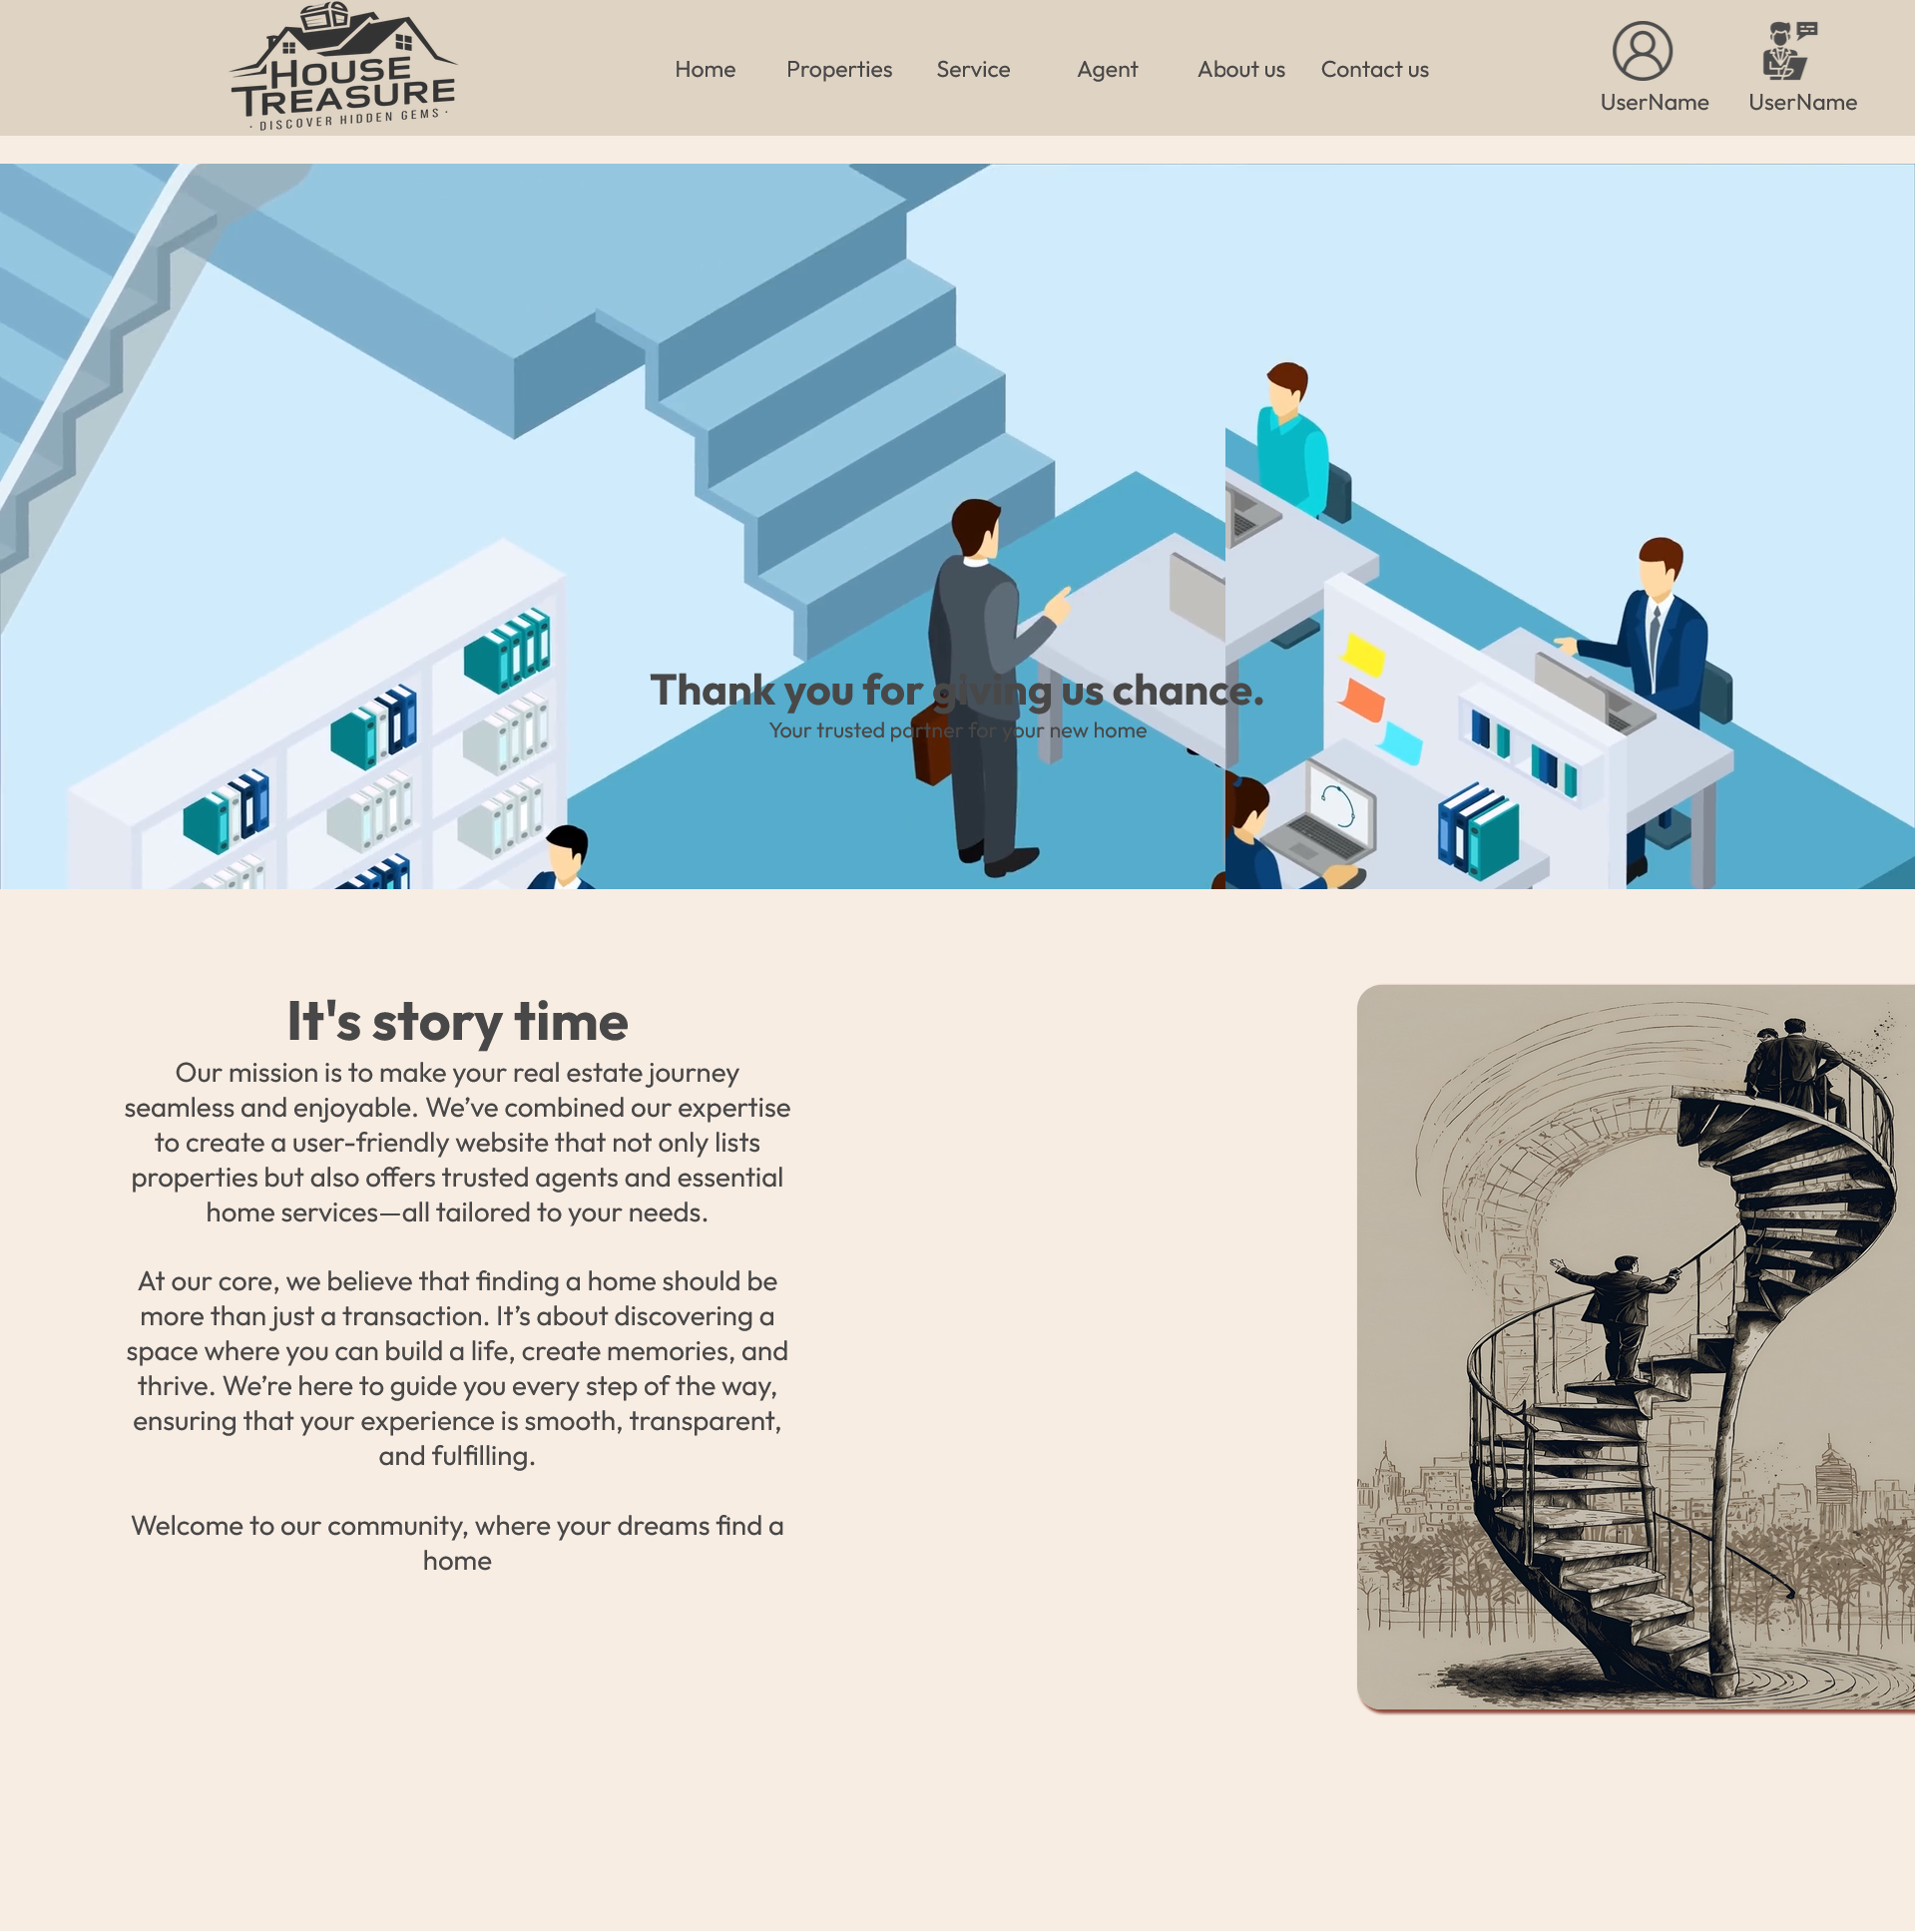 HOUSE
TREASURE
· DISCOVER HIDDEN GEMS ·
Home Properties Service Agent About us Contact us
UserName UserName
Thank you for giving us chance.
Your trusted partner for your new home
It's story time
Our mission is to make your real estate journey
seamless and enjoyable. We’ve combined our expertise
to create a user-friendly website that not only lists
properties but also offers trusted agents and essential
home services—all tailored to your needs.
At our core, we believe that finding a home should be
more than just a transaction. It’s about discovering a
space where you can build a life, create memories, and
thrive. We’re here to guide you every step of the way,
ensuring that your experience is smooth, transparent,
and fulfilling.
Welcome to our community, where your dreams find a
home